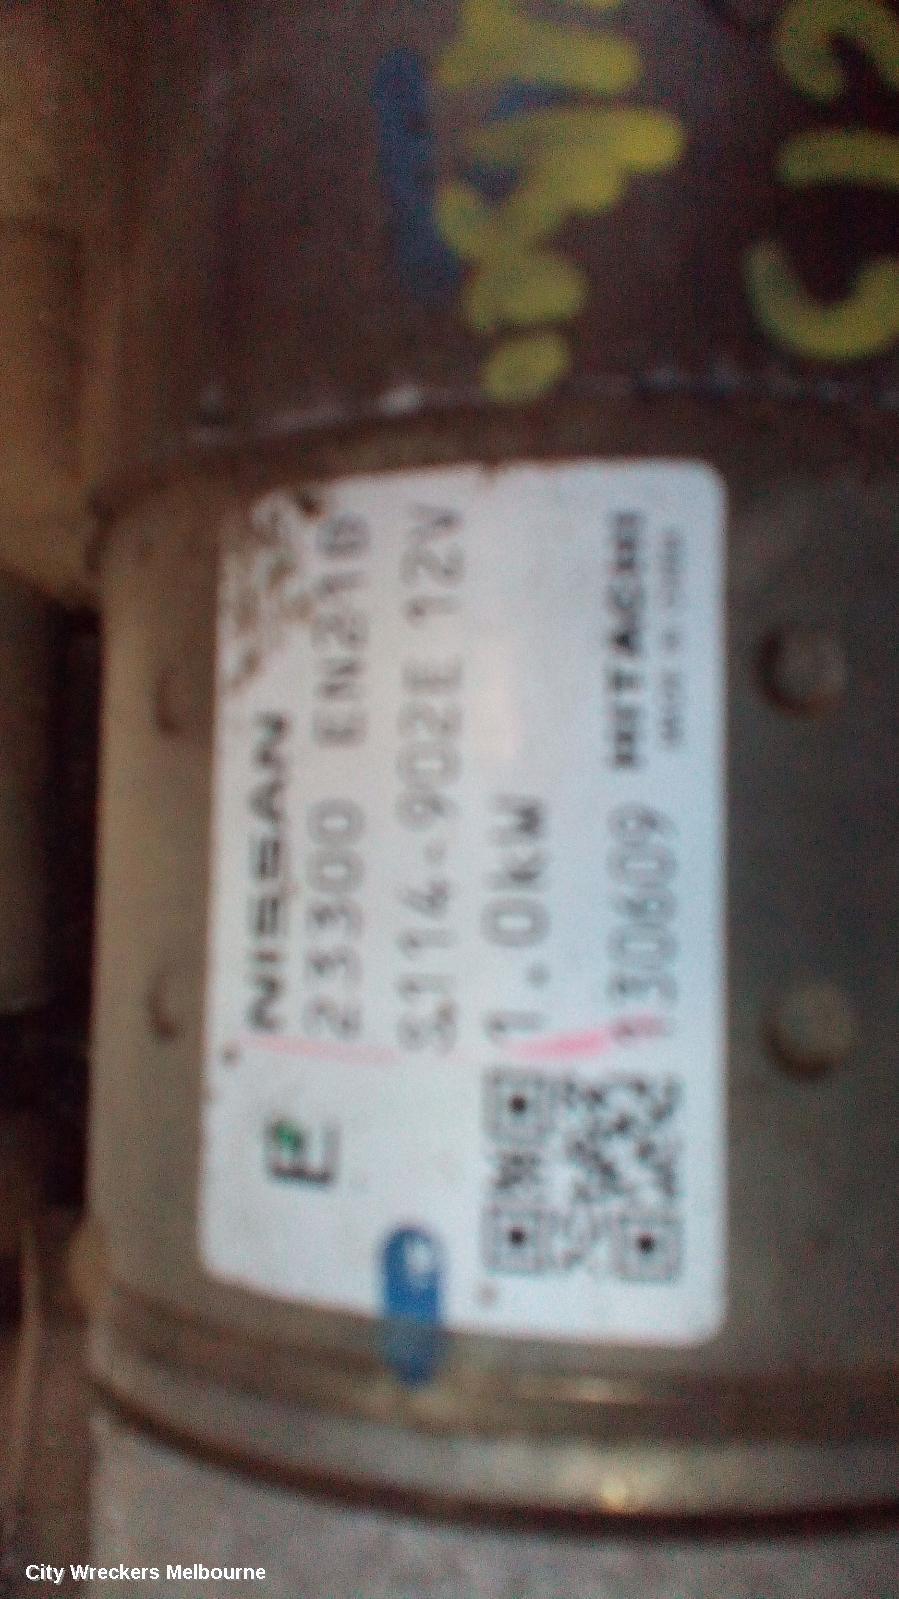 NISSAN
23300 EN21B
S114-902E 12V
1.0kW
130609 HITACHI
City Wreckers Melbourne